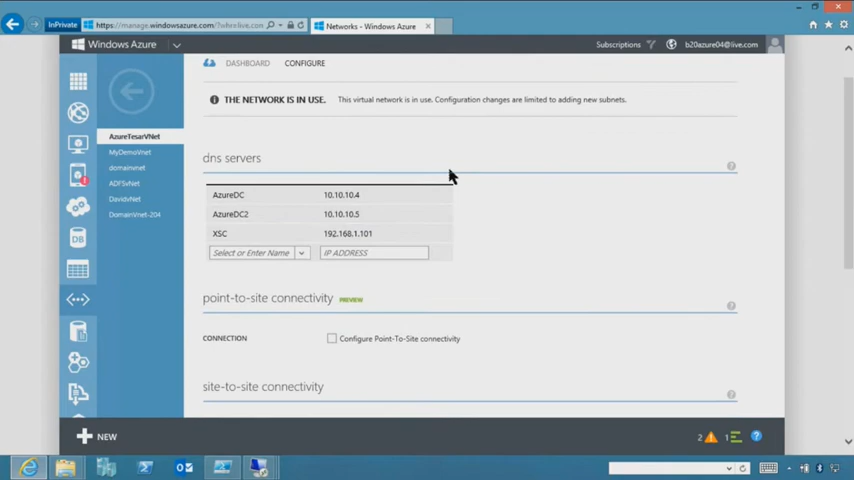 InPrivate
https://manage.windowsazure.com/?whr=live.con
Networks - Windows Azure
Windows Azure
Subscriptions
b20azure04@live.com
DASHBOARD
CONFIGURE
THE NETWORK IS IN USE.
This virtual network is in use. Configuration changes are limited to adding new subnets.
AzureTesarVNet
MyDemoVnet
domainvnet
ADFSvNet
DavidvNet
DomainVnet-204
dns servers
AzureDC 10.10.10.4
AzureDC2 10.10.10.5
XSC 192.168.1.101
Select or Enter Name
IP ADDRESS
point-to-site connectivity PREVIEW
CONNECTION
Configure Point-To-Site connectivity
site-to-site connectivity
DB
NEW
2
1